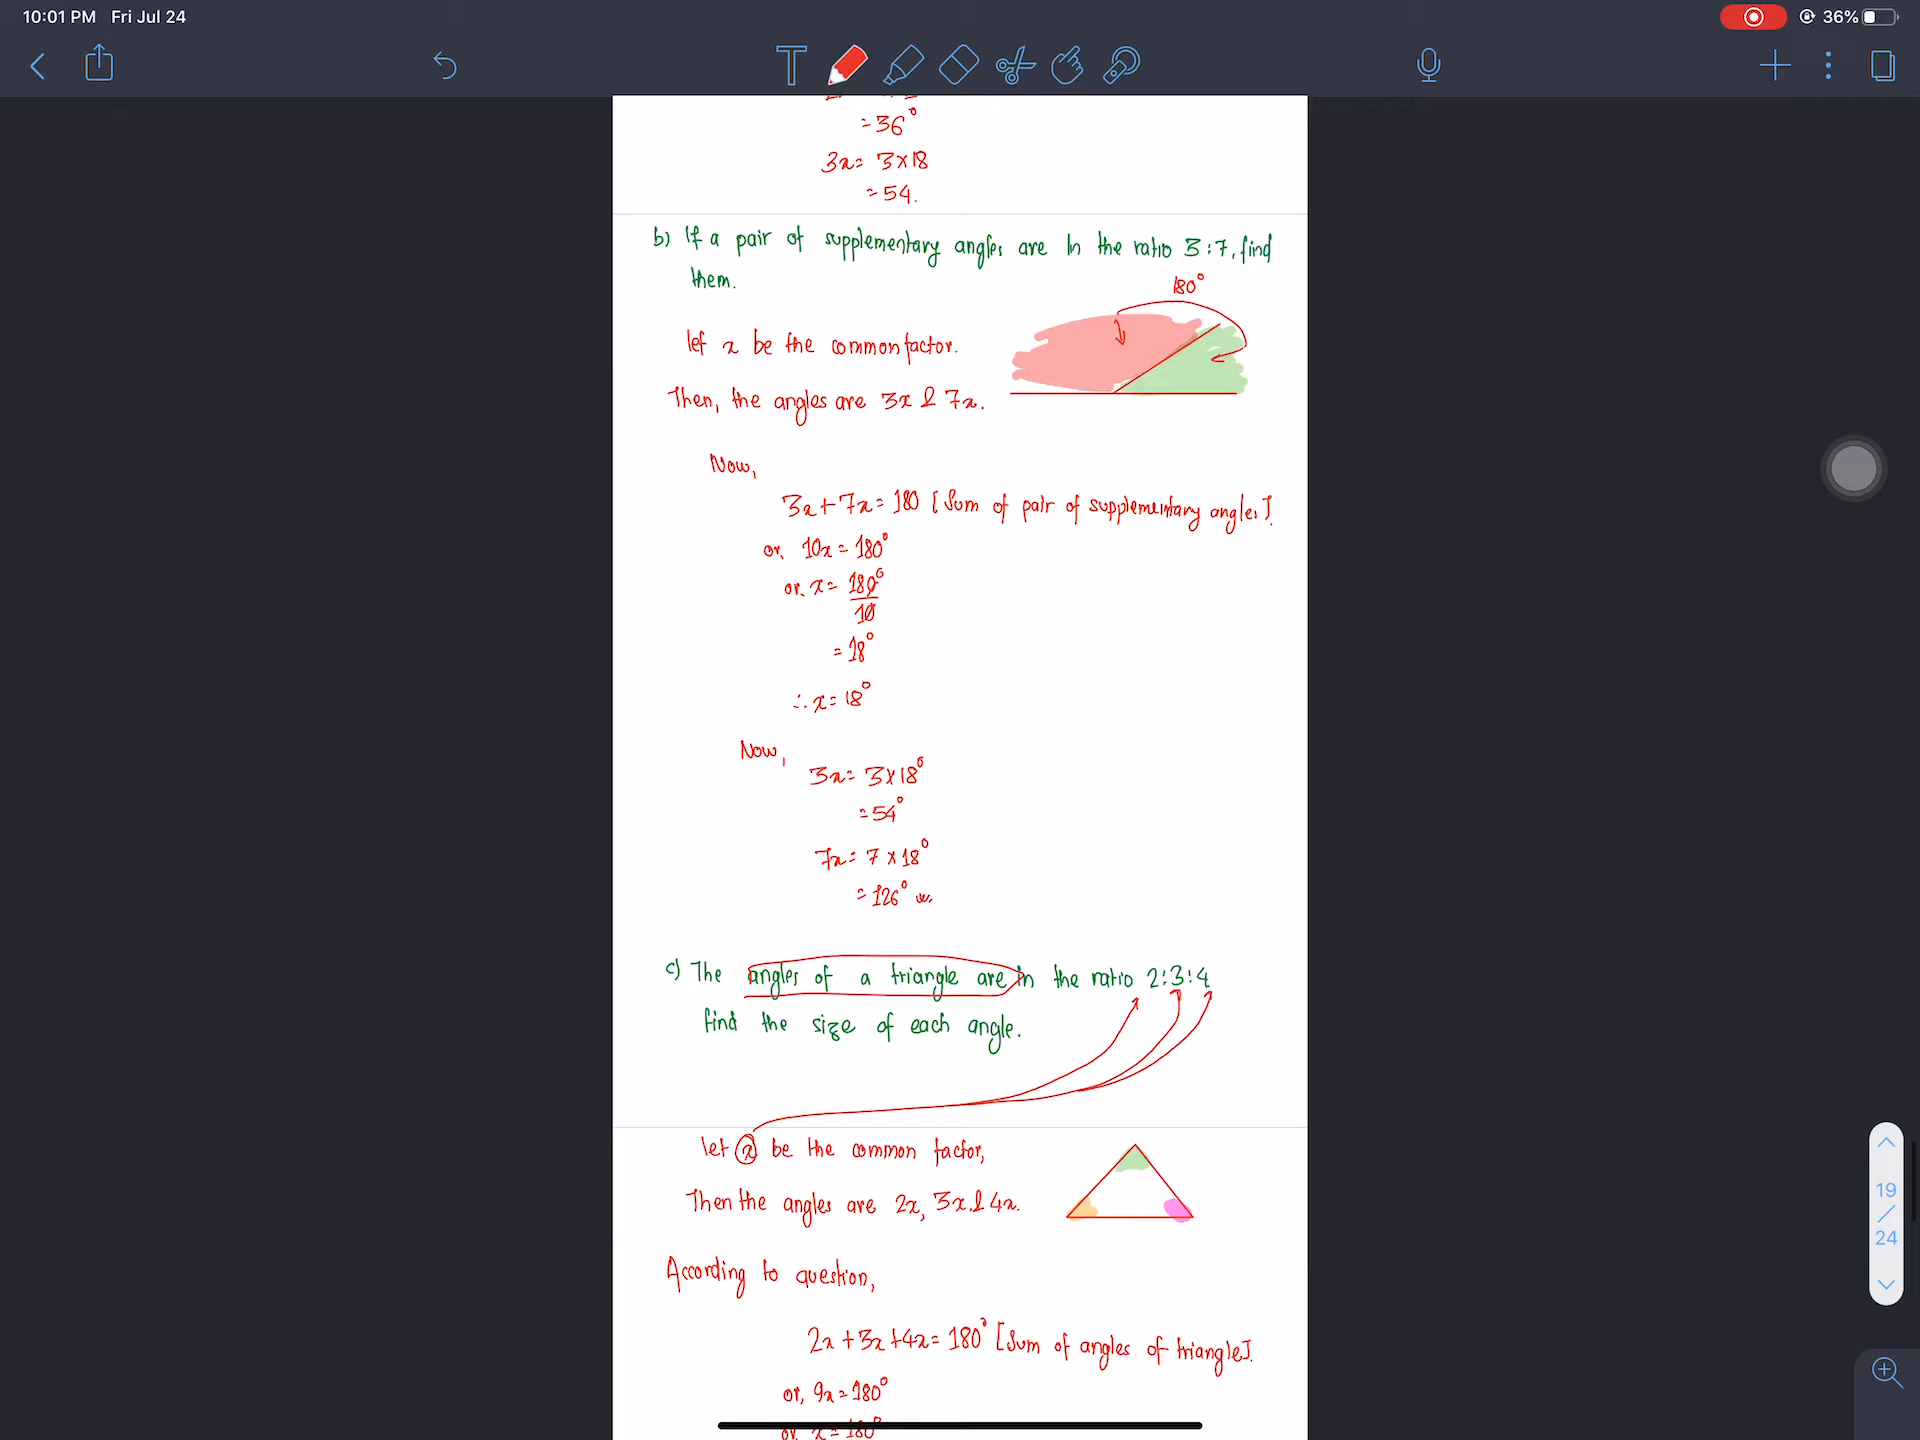 10:01 PM Fri Jul 24
36%
T
= 36°
3x = 3×18
= 54.
b) If a pair of supplementary angles are in the ratio 3:7, find
them.
180°
let x be the common factor.
Then, the angles are 3x & 7x.
Now,
3x + 7x = 180 [Sum of pair of supplementary angles].
or, 10x = 180°
or, x = 180°
10
= 18°
∴ x = 18°
Now,
3x = 3×18°
= 54°
7x = 7 × 18°
= 126°
c) The angles of a triangle are in the ratio 2:3:4
find the size of each angle.
let x be the common factor,
Then the angles are 2x, 3x & 4x.
According to question,
2x + 3x + 4x = 180° [Sum of angles of triangle].
or, 9x = 180°
or, x = 180°
19
/
24